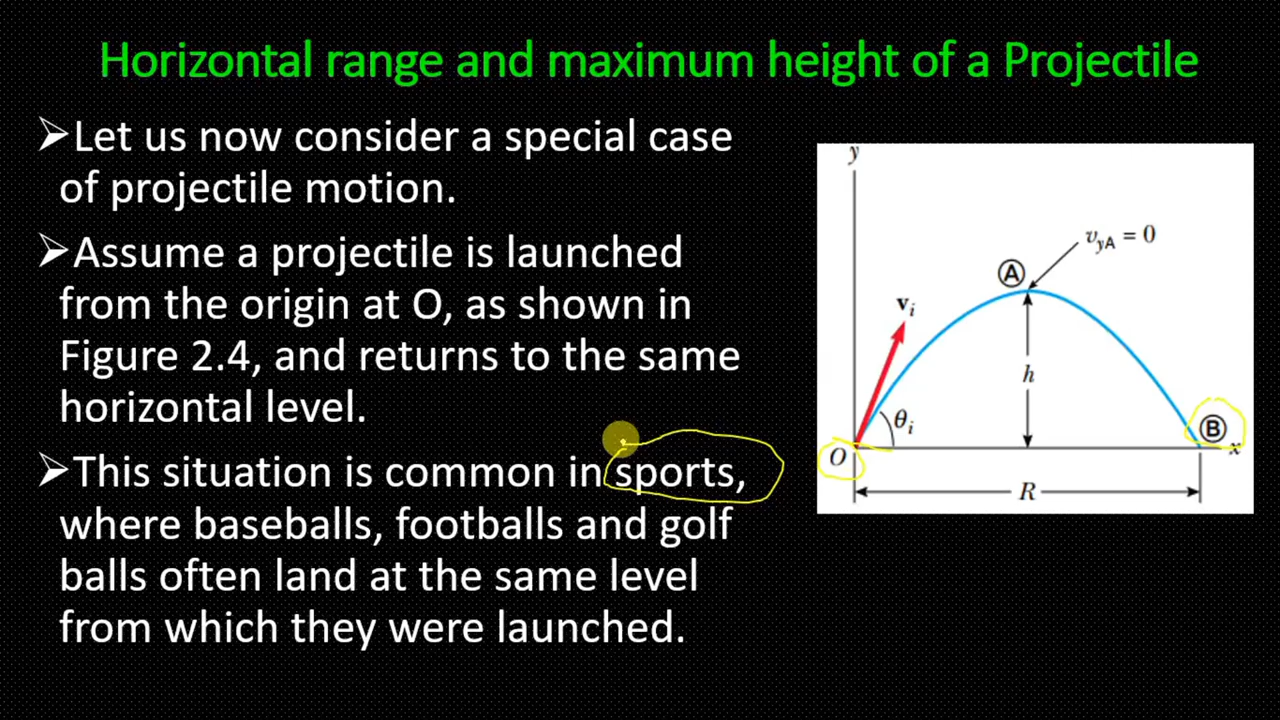 Horizontal range and maximum height of a Projectile
➢Let us now consider a special case
of projectile motion.
➢Assume a projectile is launched
from the origin at O, as shown in
Figure 2.4, and returns to the same
horizontal level.
➢This situation is common in sports,
where baseballs, footballs and golf
balls often land at the same level
from which they were launched.
y
v_yA = 0
Ⓐ
v_i
h
θ_i
Ⓑ
O
x
R